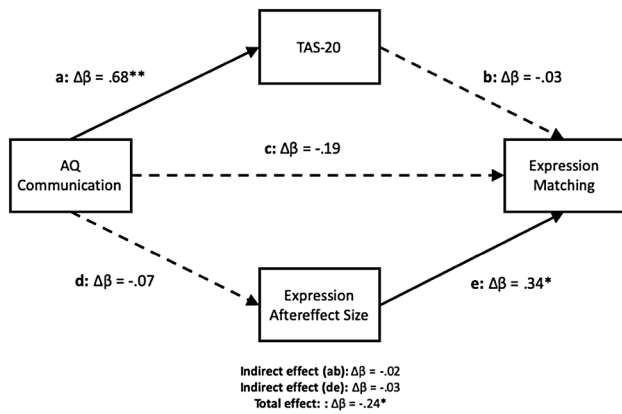 TAS-20
a: Δβ = .68**
b: Δβ = -.03
AQ
Communication
c: Δβ = -.19
Expression
Matching
d: Δβ = -.07
Expression
Aftereffect Size
e: Δβ = .34*
Indirect effect (ab): Δβ = -.02
Indirect effect (de): Δβ = -.03
Total effect: : Δβ = -.24*